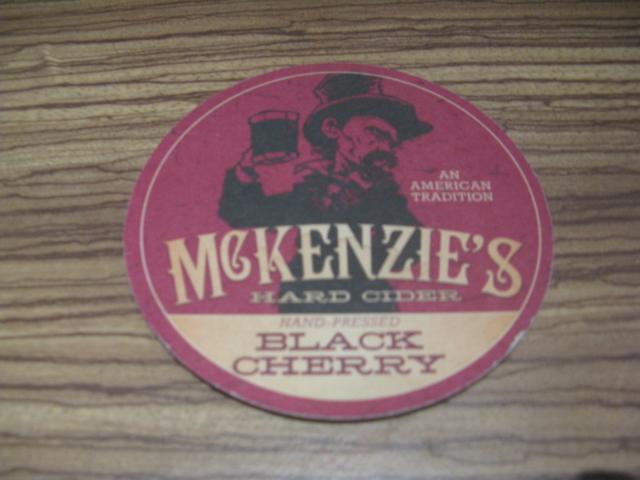 AN
AMERICAN
TRADITION
McKENZIE'S
HARD CIDER
HAND-PRESSED
BLACK
CHERRY